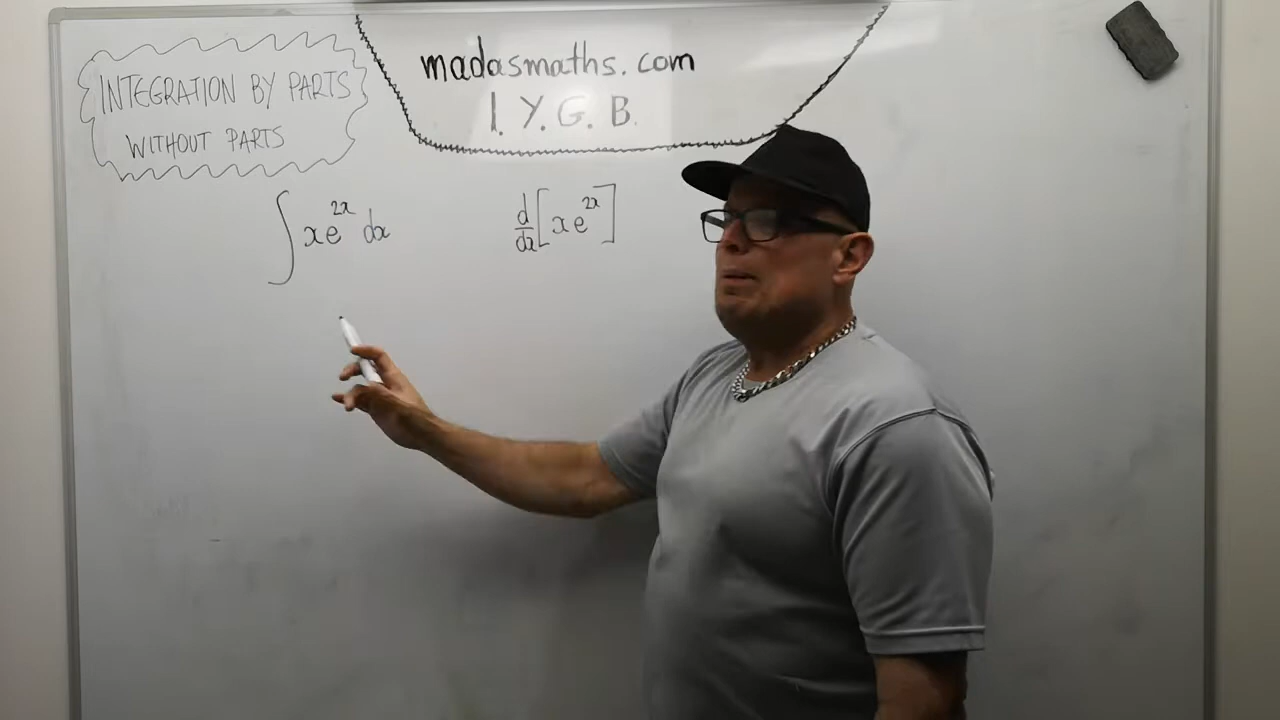 INTEGRATION BY PARTS
WITHOUT PARTS
madasmaths.com
I. Y. G. B.
∫xe^{2x} dx
d/dx[xe^{2x}]